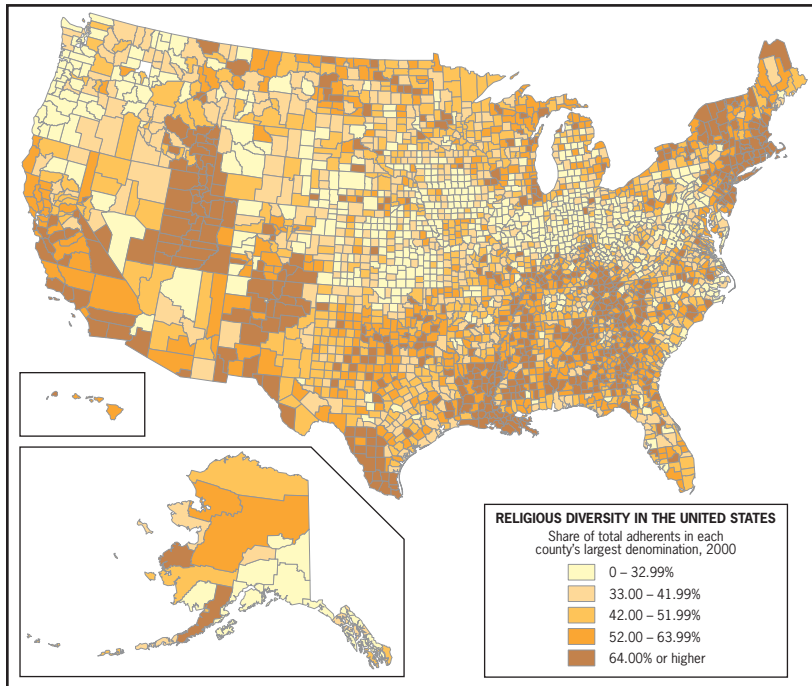 RELIGIOUS DIVERSITY IN THE UNITED STATES
Share of total adherents in each
county's largest denomination, 2000
0 – 32.99%
33.00 – 41.99%
42.00 – 51.99%
52.00 – 63.99%
64.00% or higher